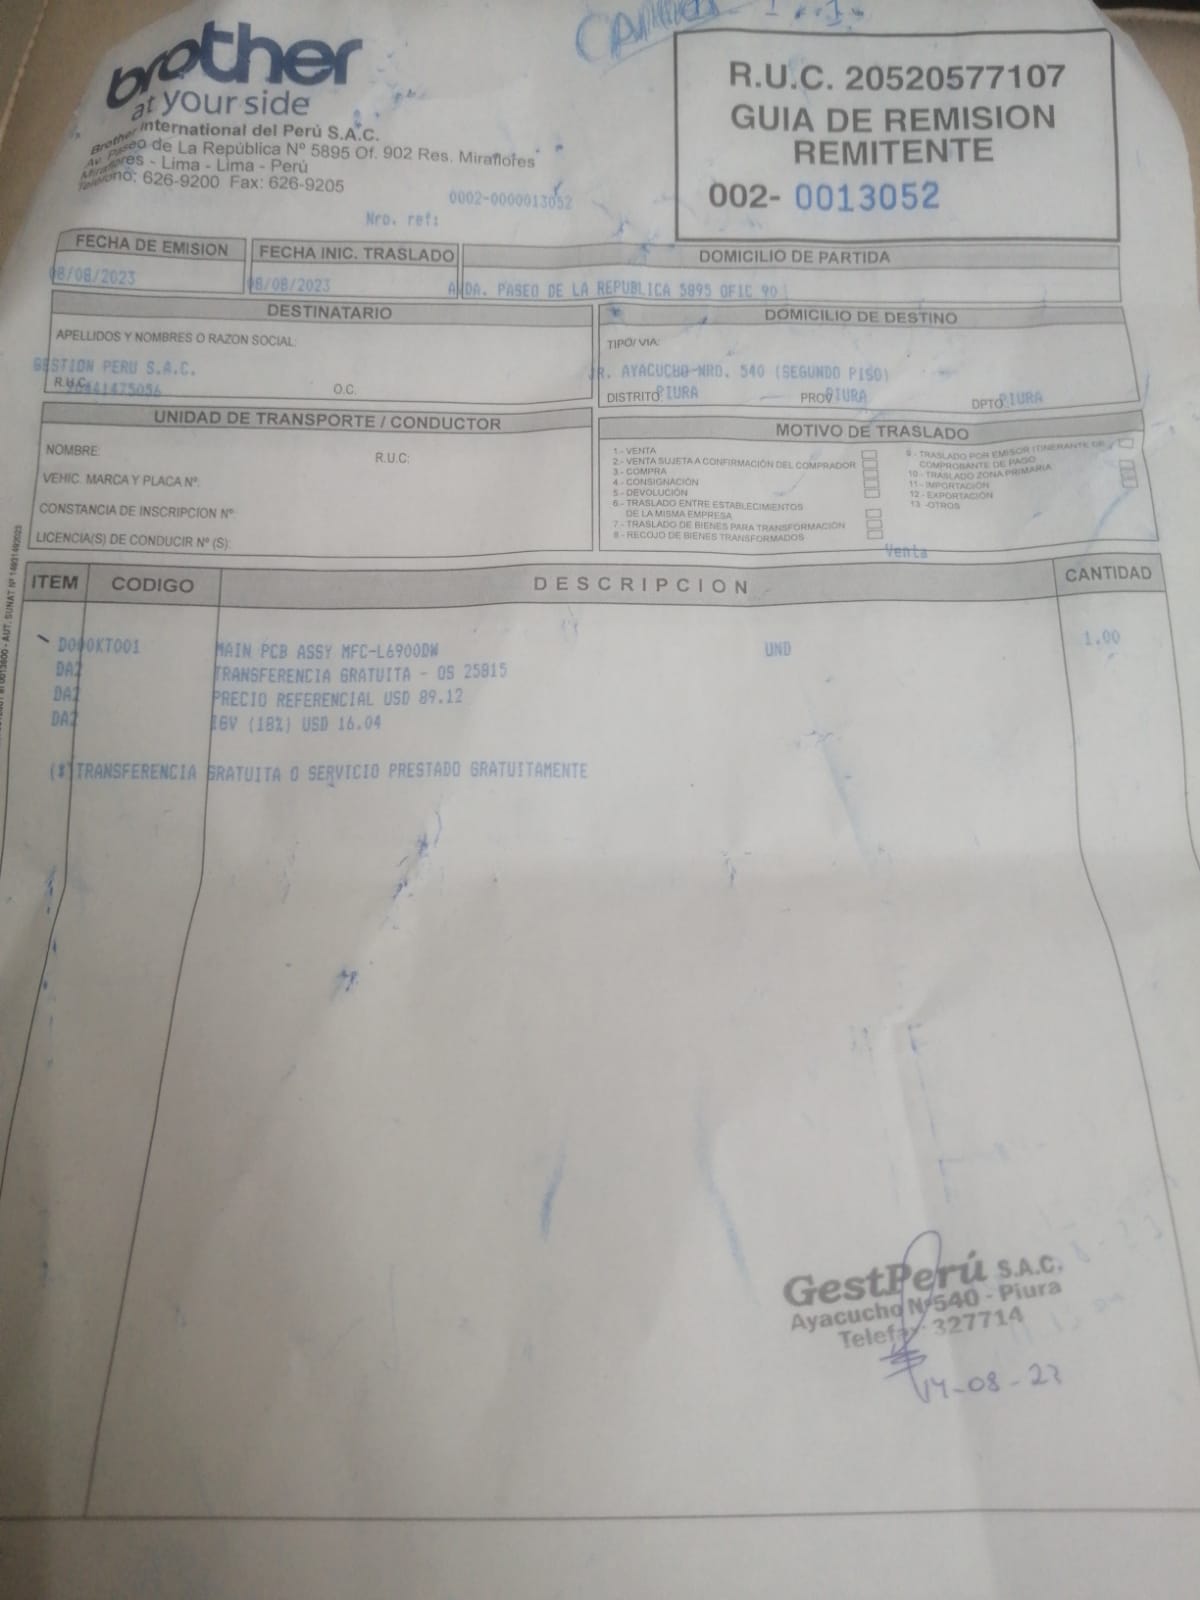 brother
at your side
Brother International del Perú S.A.C.
Av. Paseo de La República Nº 5895 Of. 902 Res. Miraflores
Miraflores - Lima - Lima - Perú
Teléfono: 626-9200 Fax: 626-9205
R.U.C. 20520577107
GUIA DE REMISION
REMITENTE
002- 0013052
0002-0000013052
Nro. ref:
FECHA DE EMISION
08/08/2023
FECHA INIC. TRASLADO
08/08/2023
DOMICILIO DE PARTIDA
AVDA. PASEO DE LA REPUBLICA 5895 OFIC 90
DESTINATARIO
APELLIDOS Y NOMBRES O RAZON SOCIAL:
GESTION PERU S.A.C.
R.U.C.
O.C.
DOMICILIO DE DESTINO
TIPO/ VIA:
JR. AYACUCHO-NRO. 540 (SEGUNDO PISO)
DISTRITO: PIURA PROV PIURA DPTO. PIURA
UNIDAD DE TRANSPORTE / CONDUCTOR
NOMBRE: R.U.C:
VEHIC. MARCA Y PLACA Nº:
CONSTANCIA DE INSCRIPCION Nº:
LICENCIA(S) DE CONDUCIR Nº (S):
MOTIVO DE TRASLADO
1.- VENTA
2.- VENTA SUJETA A CONFIRMACIÓN DEL COMPRADOR
3.- COMPRA
4.- CONSIGNACIÓN
5.- DEVOLUCIÓN
6.- TRASLADO ENTRE ESTABLECIMIENTOS
DE LA MISMA EMPRESA
7.- TRASLADO DE BIENES PARA TRANSFORMACIÓN
8.- RECOJO DE BIENES TRANSFORMADOS
9.- TRASLADO POR EMISOR ITINERANTE DE
COMPROBANTE DE PAGO
10.- TRASLADO ZONA PRIMARIA
11.- IMPORTACIÓN
12.- EXPORTACIÓN
13 -OTROS
Venta
ITEM CODIGO DESCRIPCION CANTIDAD
D000KT001 MAIN PCB ASSY MFC-L6900DW UND 1.00
DAZ TRANSFERENCIA GRATUITA - OS 25815
DAZ PRECIO REFERENCIAL USD 89.12
DAZ IGV (18%) USD 16.04
(*)TRANSFERENCIA GRATUITA O SERVICIO PRESTADO GRATUITAMENTE
GestPerú S.A.C.
Ayacucho Nº 540 - Piura
Telefax 327714
14-08-23